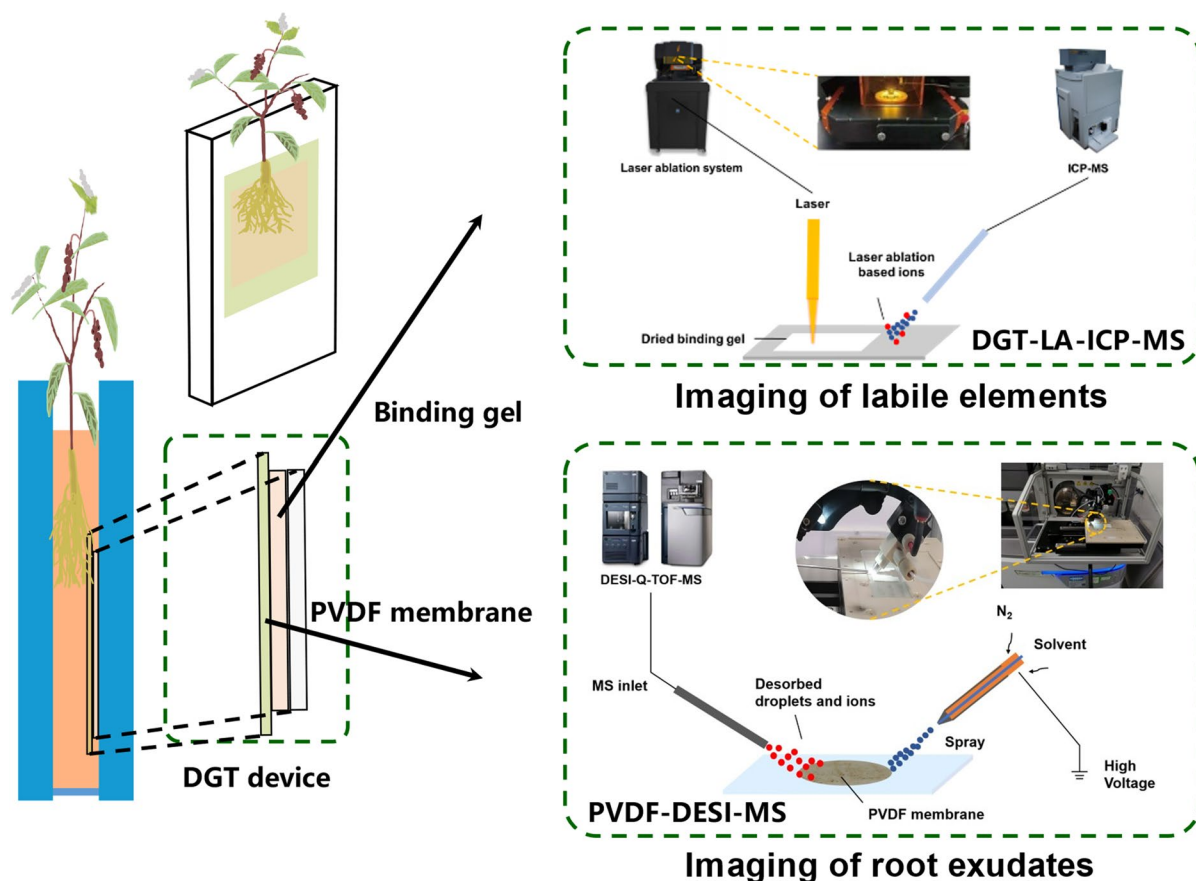 Binding gel
PVDF membrane
DGT device
Laser ablation system
ICP-MS
Laser
Laser ablation
based ions
Dried binding gel
DGT-LA-ICP-MS
Imaging of labile elements
DESI-Q-TOF-MS
N2
Solvent
MS inlet
Desorbed
droplets and ions
Spray
High
Voltage
PVDF membrane
PVDF-DESI-MS
Imaging of root exudates